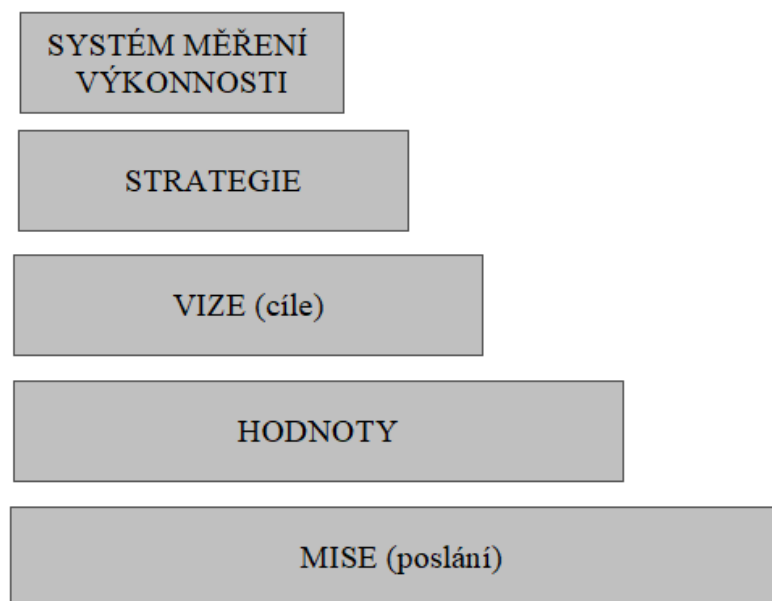 SYSTÉM MĚŘENÍ
VÝKONNOSTI
STRATEGIE
VIZE (cíle)
HODNOTY
MISE (poslání)